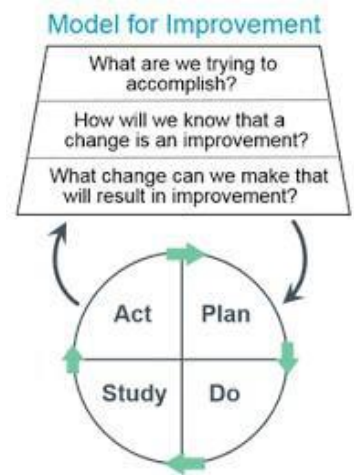 Model for Improvement
What are we trying to
accomplish?
How will we know that a
change is an improvement?
What change can we make that
will result in improvement?
Act
Plan
Study
Do